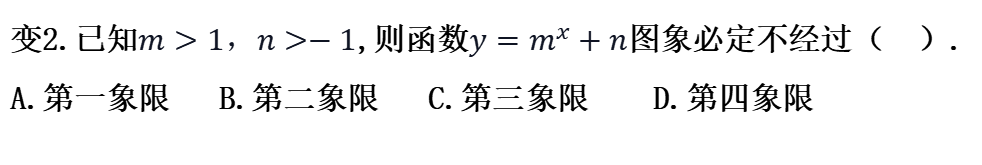 变2.已知m > 1，n >− 1,则函数y = mˣ + n图象必定不经过（　）.
A.第一象限　B.第二象限　C.第三象限　D.第四象限